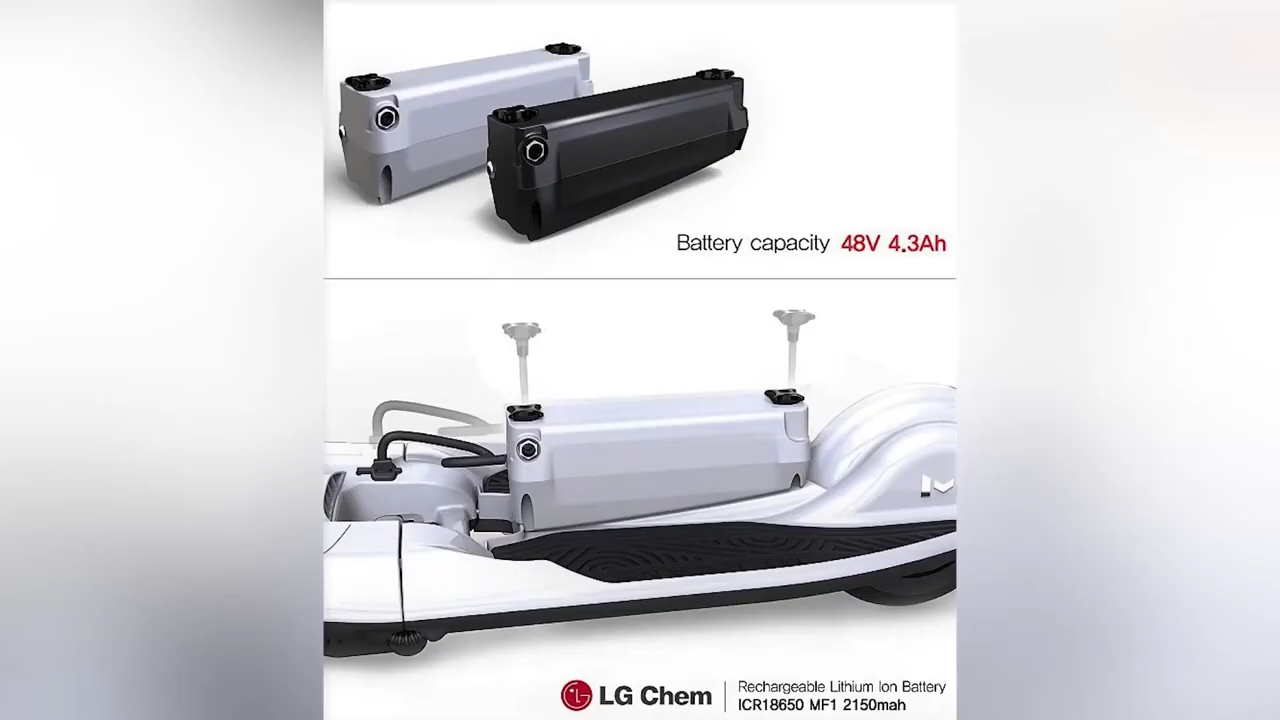 Battery capacity 48V 4.3Ah
LG Chem
Rechargeable Lithium Ion Battery
ICR18650 MF1 2150mah